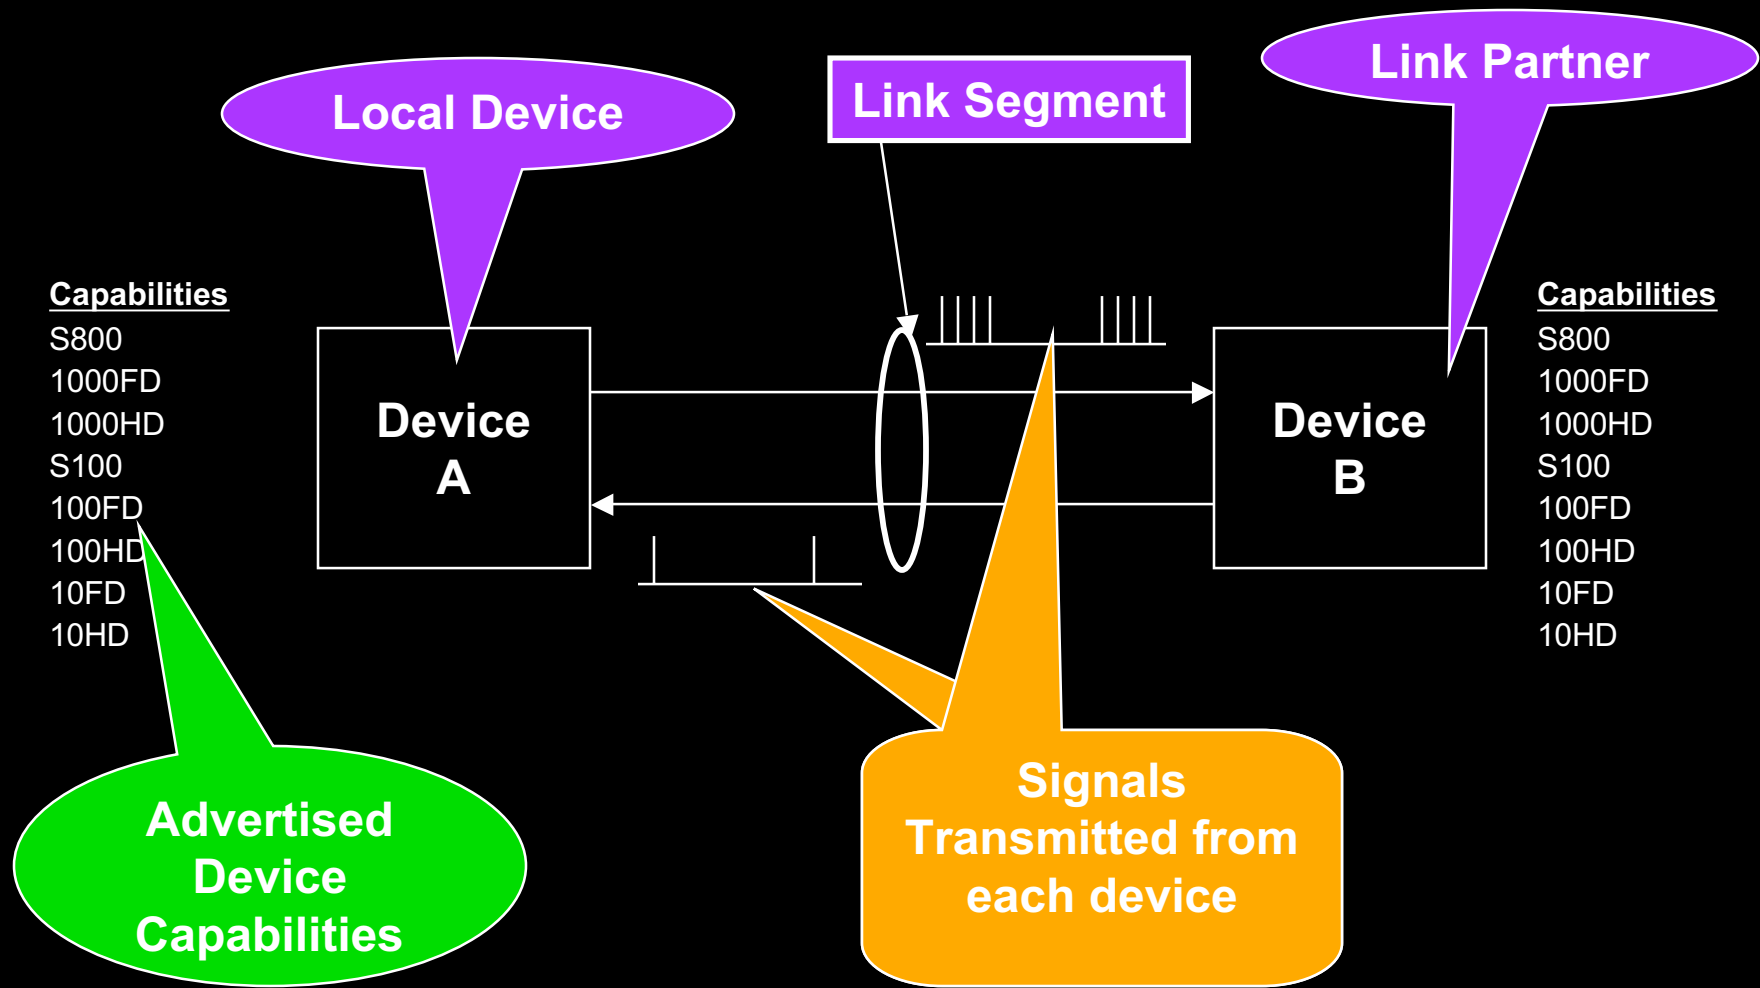 Local Device
Link Segment
Link Partner
Capabilities
S800
1000FD
1000HD
S100
100FD
100HD
10FD
10HD
Device
A
Device
B
Capabilities
S800
1000FD
1000HD
S100
100FD
100HD
10FD
10HD
Advertised
Device
Capabilities
Signals
Transmitted from
each device